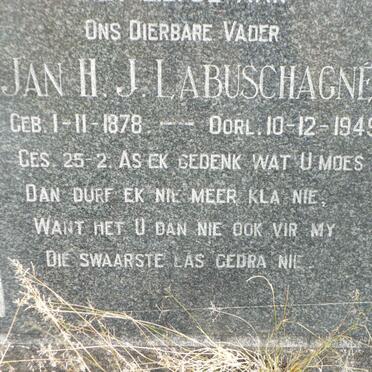 Ons Dierbare Vader
Jan H. J. Labuschagné
Geb. 1-11-1878 — Oorl. 10-12-1949
Ges. 25-2. As ek gedenk wat U moes
Dan durf ek nie meer kla nie,
Want het U dan nie ook vir my
Die swaarste las gedra nie.